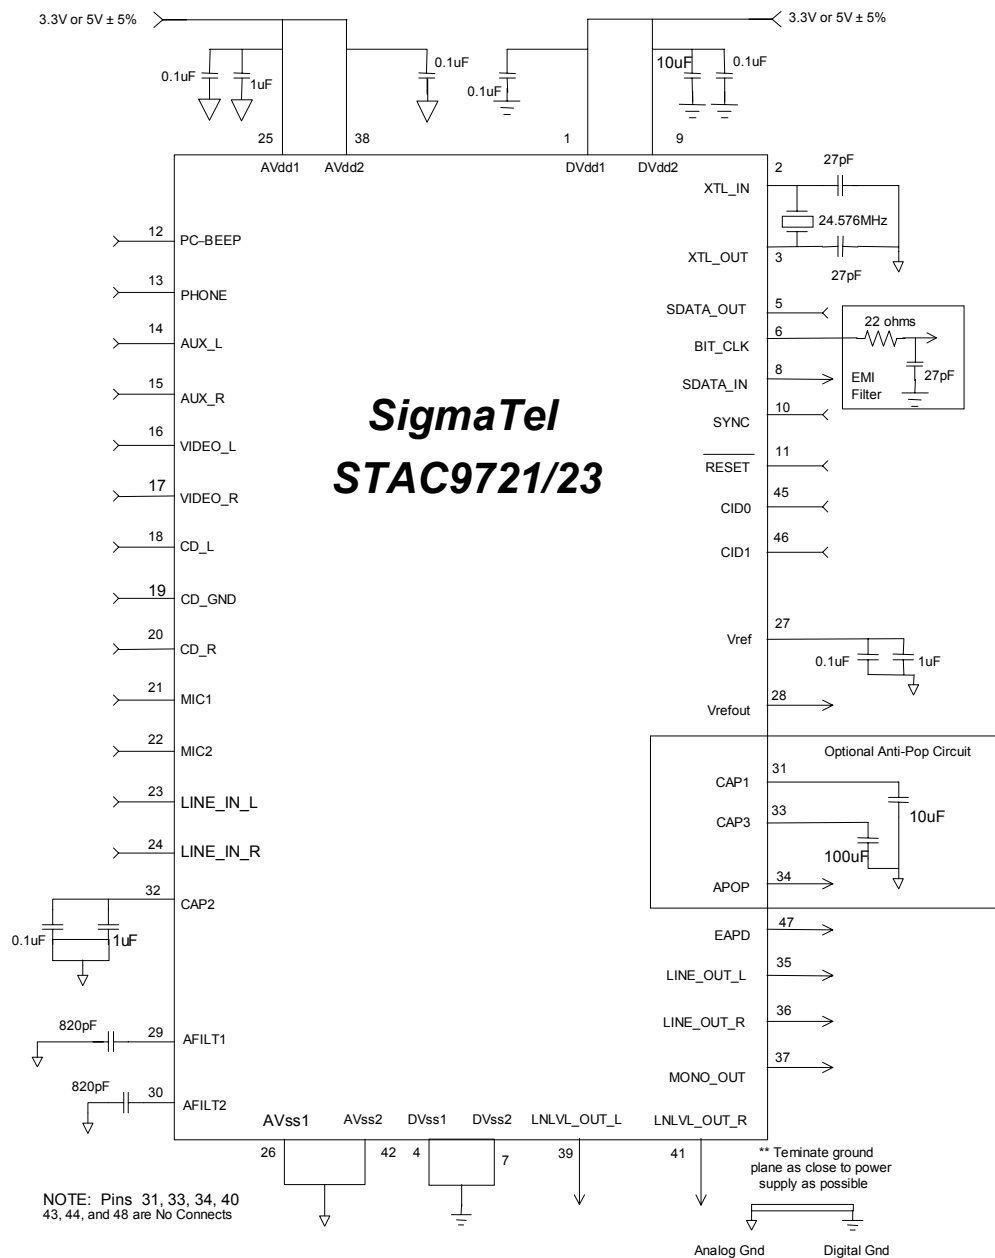 3.3V or 5V ± 5%
3.3V or 5V ± 5%
0.1uF
1uF
0.1uF
0.1uF
10uF
0.1uF
25
38
1
9
AVdd1
AVdd2
DVdd1
DVdd2
12
PC-BEEP
13
PHONE
14
AUX_L
15
AUX_R
16
VIDEO_L
17
VIDEO_R
18
CD_L
19
CD_GND
20
CD_R
21
MIC1
22
MIC2
23
LINE_IN_L
24
LINE_IN_R
32
CAP2
0.1uF
1uF
820pF
29
AFILT1
820pF
30
AFILT2
SigmaTel
STAC9721/23
2
XTL_IN
27pF
24.576MHz
XTL_OUT
3
27pF
SDATA_OUT
5
BIT_CLK
6
22 ohms
27pF
EMI
Filter
SDATA_IN
8
SYNC
10
RESET
11
CID0
45
CID1
46
Vref
27
0.1uF
1uF
Vrefout
28
Optional Anti-Pop Circuit
CAP1
31
10uF
CAP3
33
100uF
APOP
34
EAPD
47
LINE_OUT_L
35
LINE_OUT_R
36
MONO_OUT
37
AVss1
AVss2
DVss1
DVss2
LNLVL_OUT_L
LNLVL_OUT_R
26
42
4
7
39
41
** Teminate ground
plane as close to power
supply as possible
NOTE: Pins 31, 33, 34, 40
43, 44, and 48 are No Connects
Analog Gnd
Digital Gnd